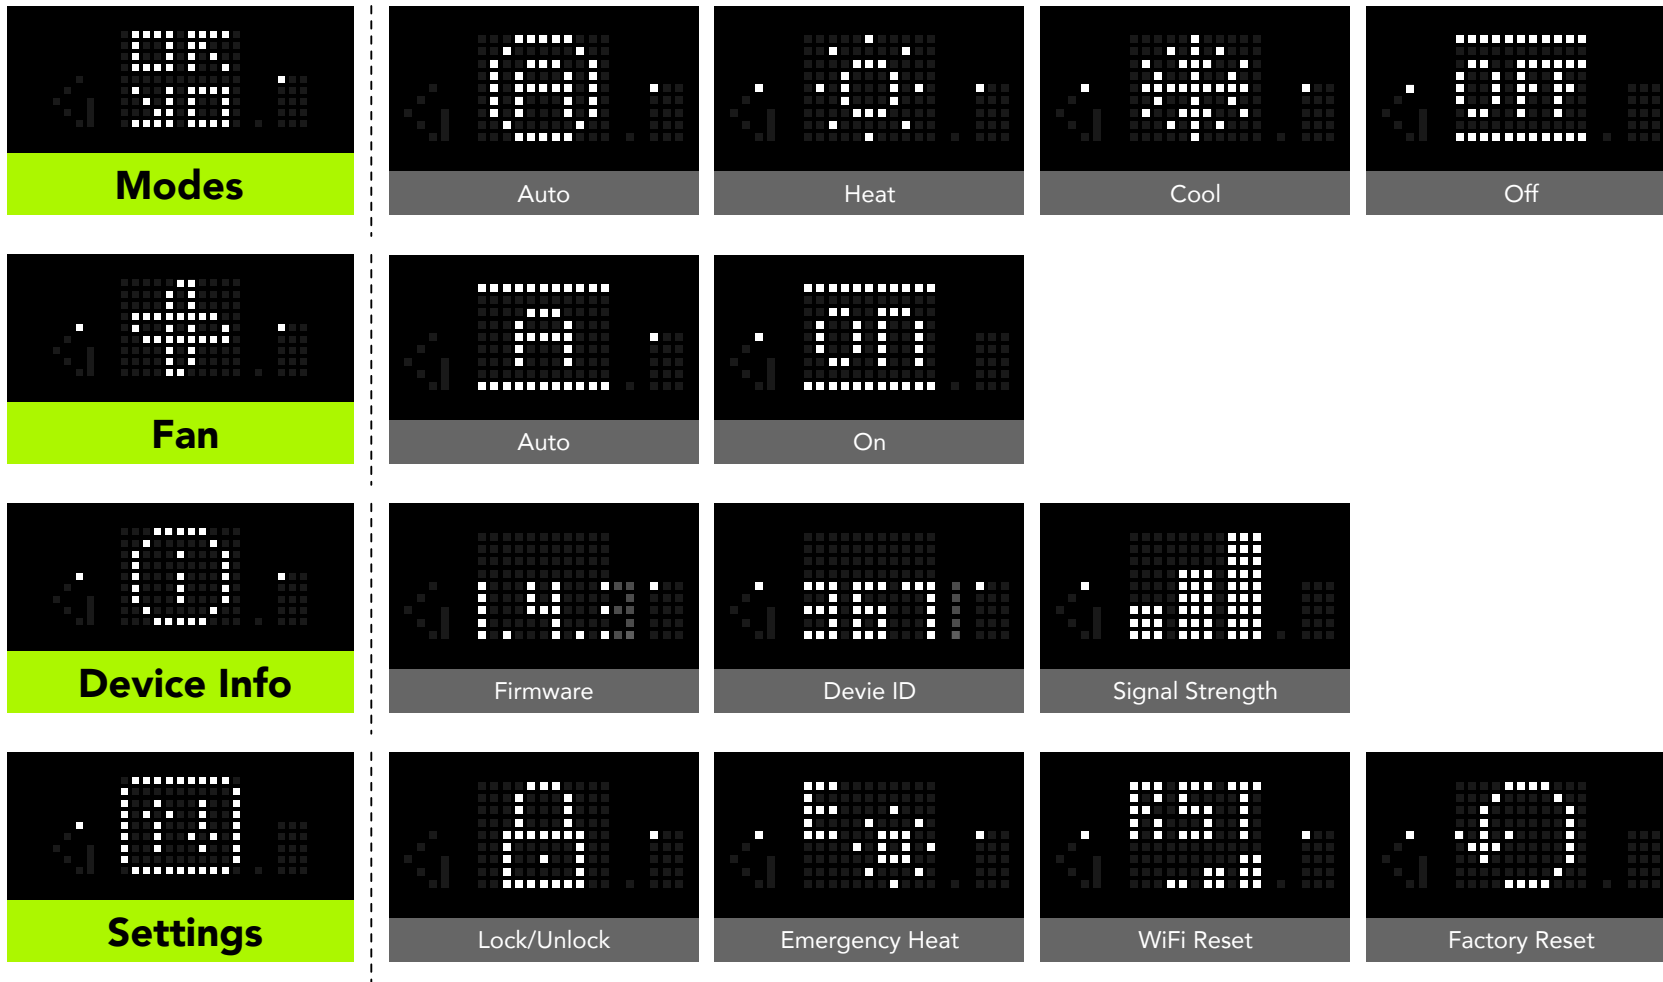 Modes
Auto
Heat
Cool
Off
Fan
Auto
On
Device Info
Firmware
Devie ID
Signal Strength
Settings
Lock/Unlock
Emergency Heat
WiFi Reset
Factory Reset